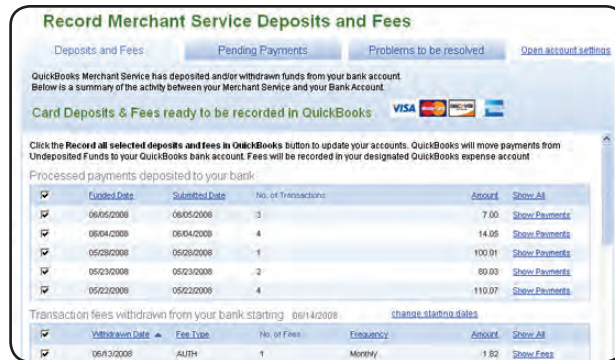 Record Merchant Service Deposits and Fees
Deposits and Fees Pending Payments Problems to be resolved Open account settings
QuickBooks Merchant Service has deposited and/or withdrawn funds from your bank account.
Below is a summary of the activity between your Merchant Service and your Bank Account.
Card Deposits & Fees ready to be recorded in QuickBooks VISA MasterCard DISCOVER
Click the Record all selected deposits and fees in QuickBooks button to update your accounts. QuickBooks will move payments from
Undeposited Funds to your QuickBooks bank account. Fees will be recorded in your designated QuickBooks expense account
Processed payments deposited to your bank
Funded Date Submitted Date No. of Transactions Amount Show All
06/05/2008 06/05/2008 3 7.00 Show Payments
06/04/2008 06/04/2008 4 14.05 Show Payments
05/28/2008 05/28/2008 1 100.01 Show Payments
05/23/2008 05/23/2008 2 80.03 Show Payments
05/22/2008 05/22/2008 4 110.07 Show Payments
Transaction fees withdrawn from your bank starting 06/14/2008 change starting dates
Withdrawn Date Fee Type No. of Fees Frequency Amount Show All
06/13/2008 AUTH 1 Monthly 1.82 Show Fees